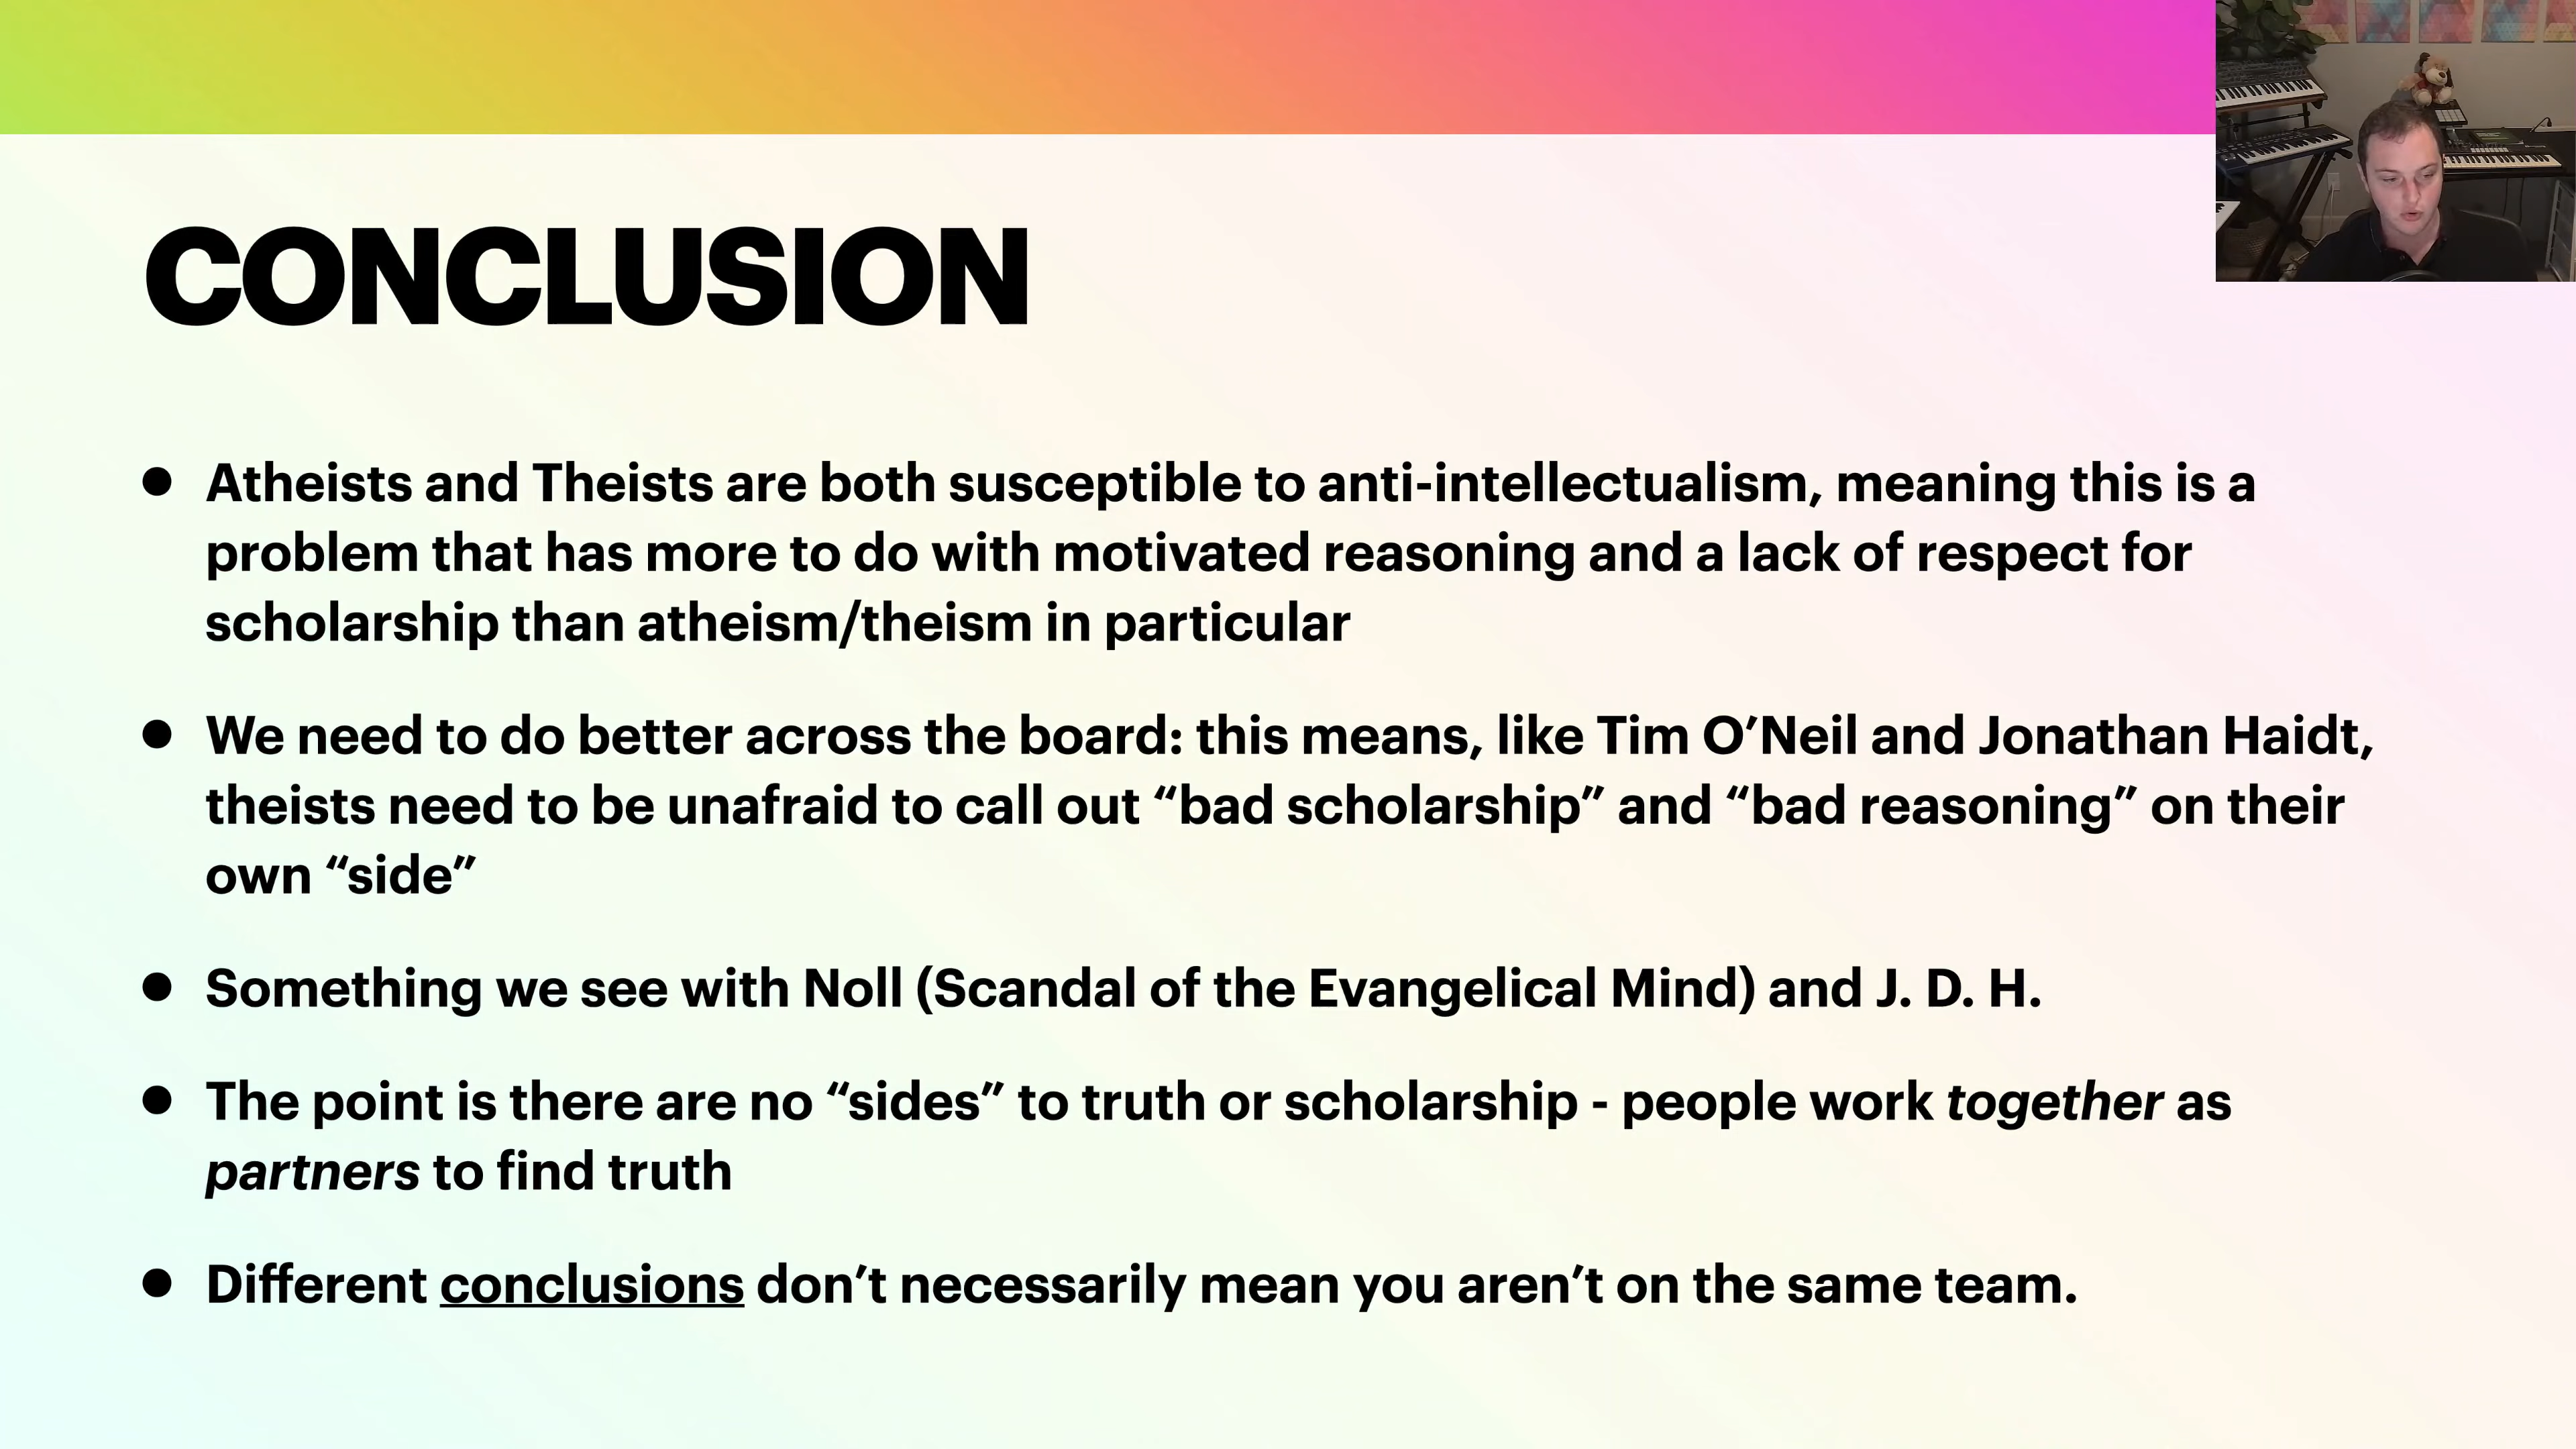 CONCLUSION
● Atheists and Theists are both susceptible to anti-intellectualism, meaning this is a
problem that has more to do with motivated reasoning and a lack of respect for
scholarship than atheism/theism in particular
● We need to do better across the board: this means, like Tim O’Neil and Jonathan Haidt,
theists need to be unafraid to call out “bad scholarship” and “bad reasoning” on their
own “side”
● Something we see with Noll (Scandal of the Evangelical Mind) and J. D. H.
● The point is there are no “sides” to truth or scholarship - people work together as
partners to find truth
● Different conclusions don’t necessarily mean you aren’t on the same team.